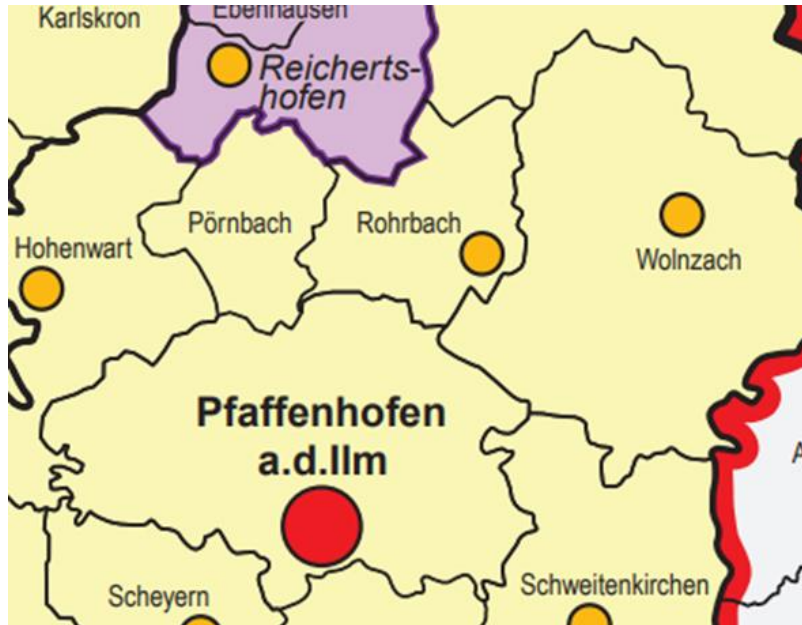 Karlskron
Ebenhausen
Reicherts-
hofen
Pörnbach
Rohrbach
Hohenwart
Wolnzach
Pfaffenhofen
a.d.Ilm
A
Schweitenkirchen
Scheyern